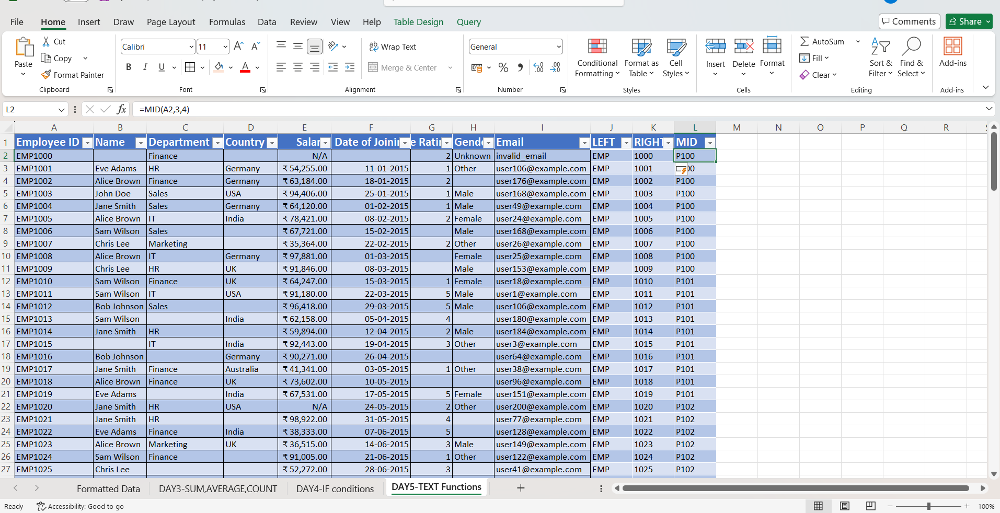 File Home Insert Draw Page Layout Formulas Data Review View Help Table Design Query Comments Share
Cut Calibri 11 Wrap Text General AutoSum
Copy Fill
Paste Conditional Format as Cell Insert Delete Format Sort & Find & Add-ins
Format Painter B I U Merge & Center Formatting Table Styles Clear Filter Select
Clipboard Font Alignment Number Styles Cells Editing Add-ins
L2 fx =MID(A2,3,4)
A B C D E F G H I J K L M N O P Q R
1 Employee ID Name Department Country Salar Date of Joinir e Ratir Gend Email LEFT RIGHT MID
2 EMP1000 Finance N/A 2 Unknown invalid_email EMP 1000 P100
3 EMP1001 Eve Adams HR Germany ₹ 54,255.00 11-01-2015 1 Other user106@example.com EMP 1001 00
4 EMP1002 Alice Brown Finance Germany ₹ 63,184.00 18-01-2015 2 user176@example.com EMP 1002 P100
5 EMP1003 John Doe Sales USA ₹ 94,406.00 25-01-2015 1 Male user168@example.com EMP 1003 P100
6 EMP1004 Jane Smith Sales Germany ₹ 64,120.00 01-02-2015 1 Male user49@example.com EMP 1004 P100
7 EMP1005 Alice Brown IT India ₹ 78,421.00 08-02-2015 2 Female user24@example.com EMP 1005 P100
8 EMP1006 Sam Wilson Sales ₹ 67,721.00 15-02-2015 Male user168@example.com EMP 1006 P100
9 EMP1007 Chris Lee Marketing ₹ 35,364.00 22-02-2015 2 Other user26@example.com EMP 1007 P100
10 EMP1008 Alice Brown IT Germany ₹ 97,881.00 01-03-2015 Female user25@example.com EMP 1008 P100
11 EMP1009 Chris Lee HR UK ₹ 91,846.00 08-03-2015 Male user153@example.com EMP 1009 P100
12 EMP1010 Sam Wilson Finance UK ₹ 64,247.00 15-03-2015 1 Female user18@example.com EMP 1010 P101
13 EMP1011 Sam Wilson IT USA ₹ 91,180.00 22-03-2015 5 Male user1@example.com EMP 1011 P101
14 EMP1012 Bob Johnson Sales ₹ 96,418.00 29-03-2015 5 Male user106@example.com EMP 1012 P101
15 EMP1013 Sam Wilson India ₹ 62,158.00 05-04-2015 4 user180@example.com EMP 1013 P101
16 EMP1014 Jane Smith HR ₹ 59,894.00 12-04-2015 2 Male user184@example.com EMP 1014 P101
17 EMP1015 IT India ₹ 92,443.00 19-04-2015 3 Other user3@example.com EMP 1015 P101
18 EMP1016 Bob Johnson Germany ₹ 90,271.00 26-04-2015 user64@example.com EMP 1016 P101
19 EMP1017 Jane Smith Finance Australia ₹ 41,341.00 03-05-2015 1 Other user38@example.com EMP 1017 P101
20 EMP1018 Alice Brown Finance UK ₹ 73,602.00 10-05-2015 user96@example.com EMP 1018 P101
21 EMP1019 Eve Adams India ₹ 67,531.00 17-05-2015 5 Female user151@example.com EMP 1019 P101
22 EMP1020 Jane Smith HR USA N/A 24-05-2015 2 Other user200@example.com EMP 1020 P102
23 EMP1021 Jane Smith HR ₹ 98,922.00 31-05-2015 4 user77@example.com EMP 1021 P102
24 EMP1022 Eve Adams Finance India ₹ 38,333.00 07-06-2015 5 user128@example.com EMP 1022 P102
25 EMP1023 Alice Brown Marketing UK ₹ 36,515.00 14-06-2015 3 Male user149@example.com EMP 1023 P102
26 EMP1024 Sam Wilson Finance ₹ 91,005.00 21-06-2015 1 Other user122@example.com EMP 1024 P102
27 EMP1025 Chris Lee ₹ 52,272.00 28-06-2015 3 user41@example.com EMP 1025 P102
Formatted Data DAY3-SUM,AVERAGE,COUNT DAY4-IF conditions DAY5-TEXT Functions
Ready Accessibility: Good to go 100%